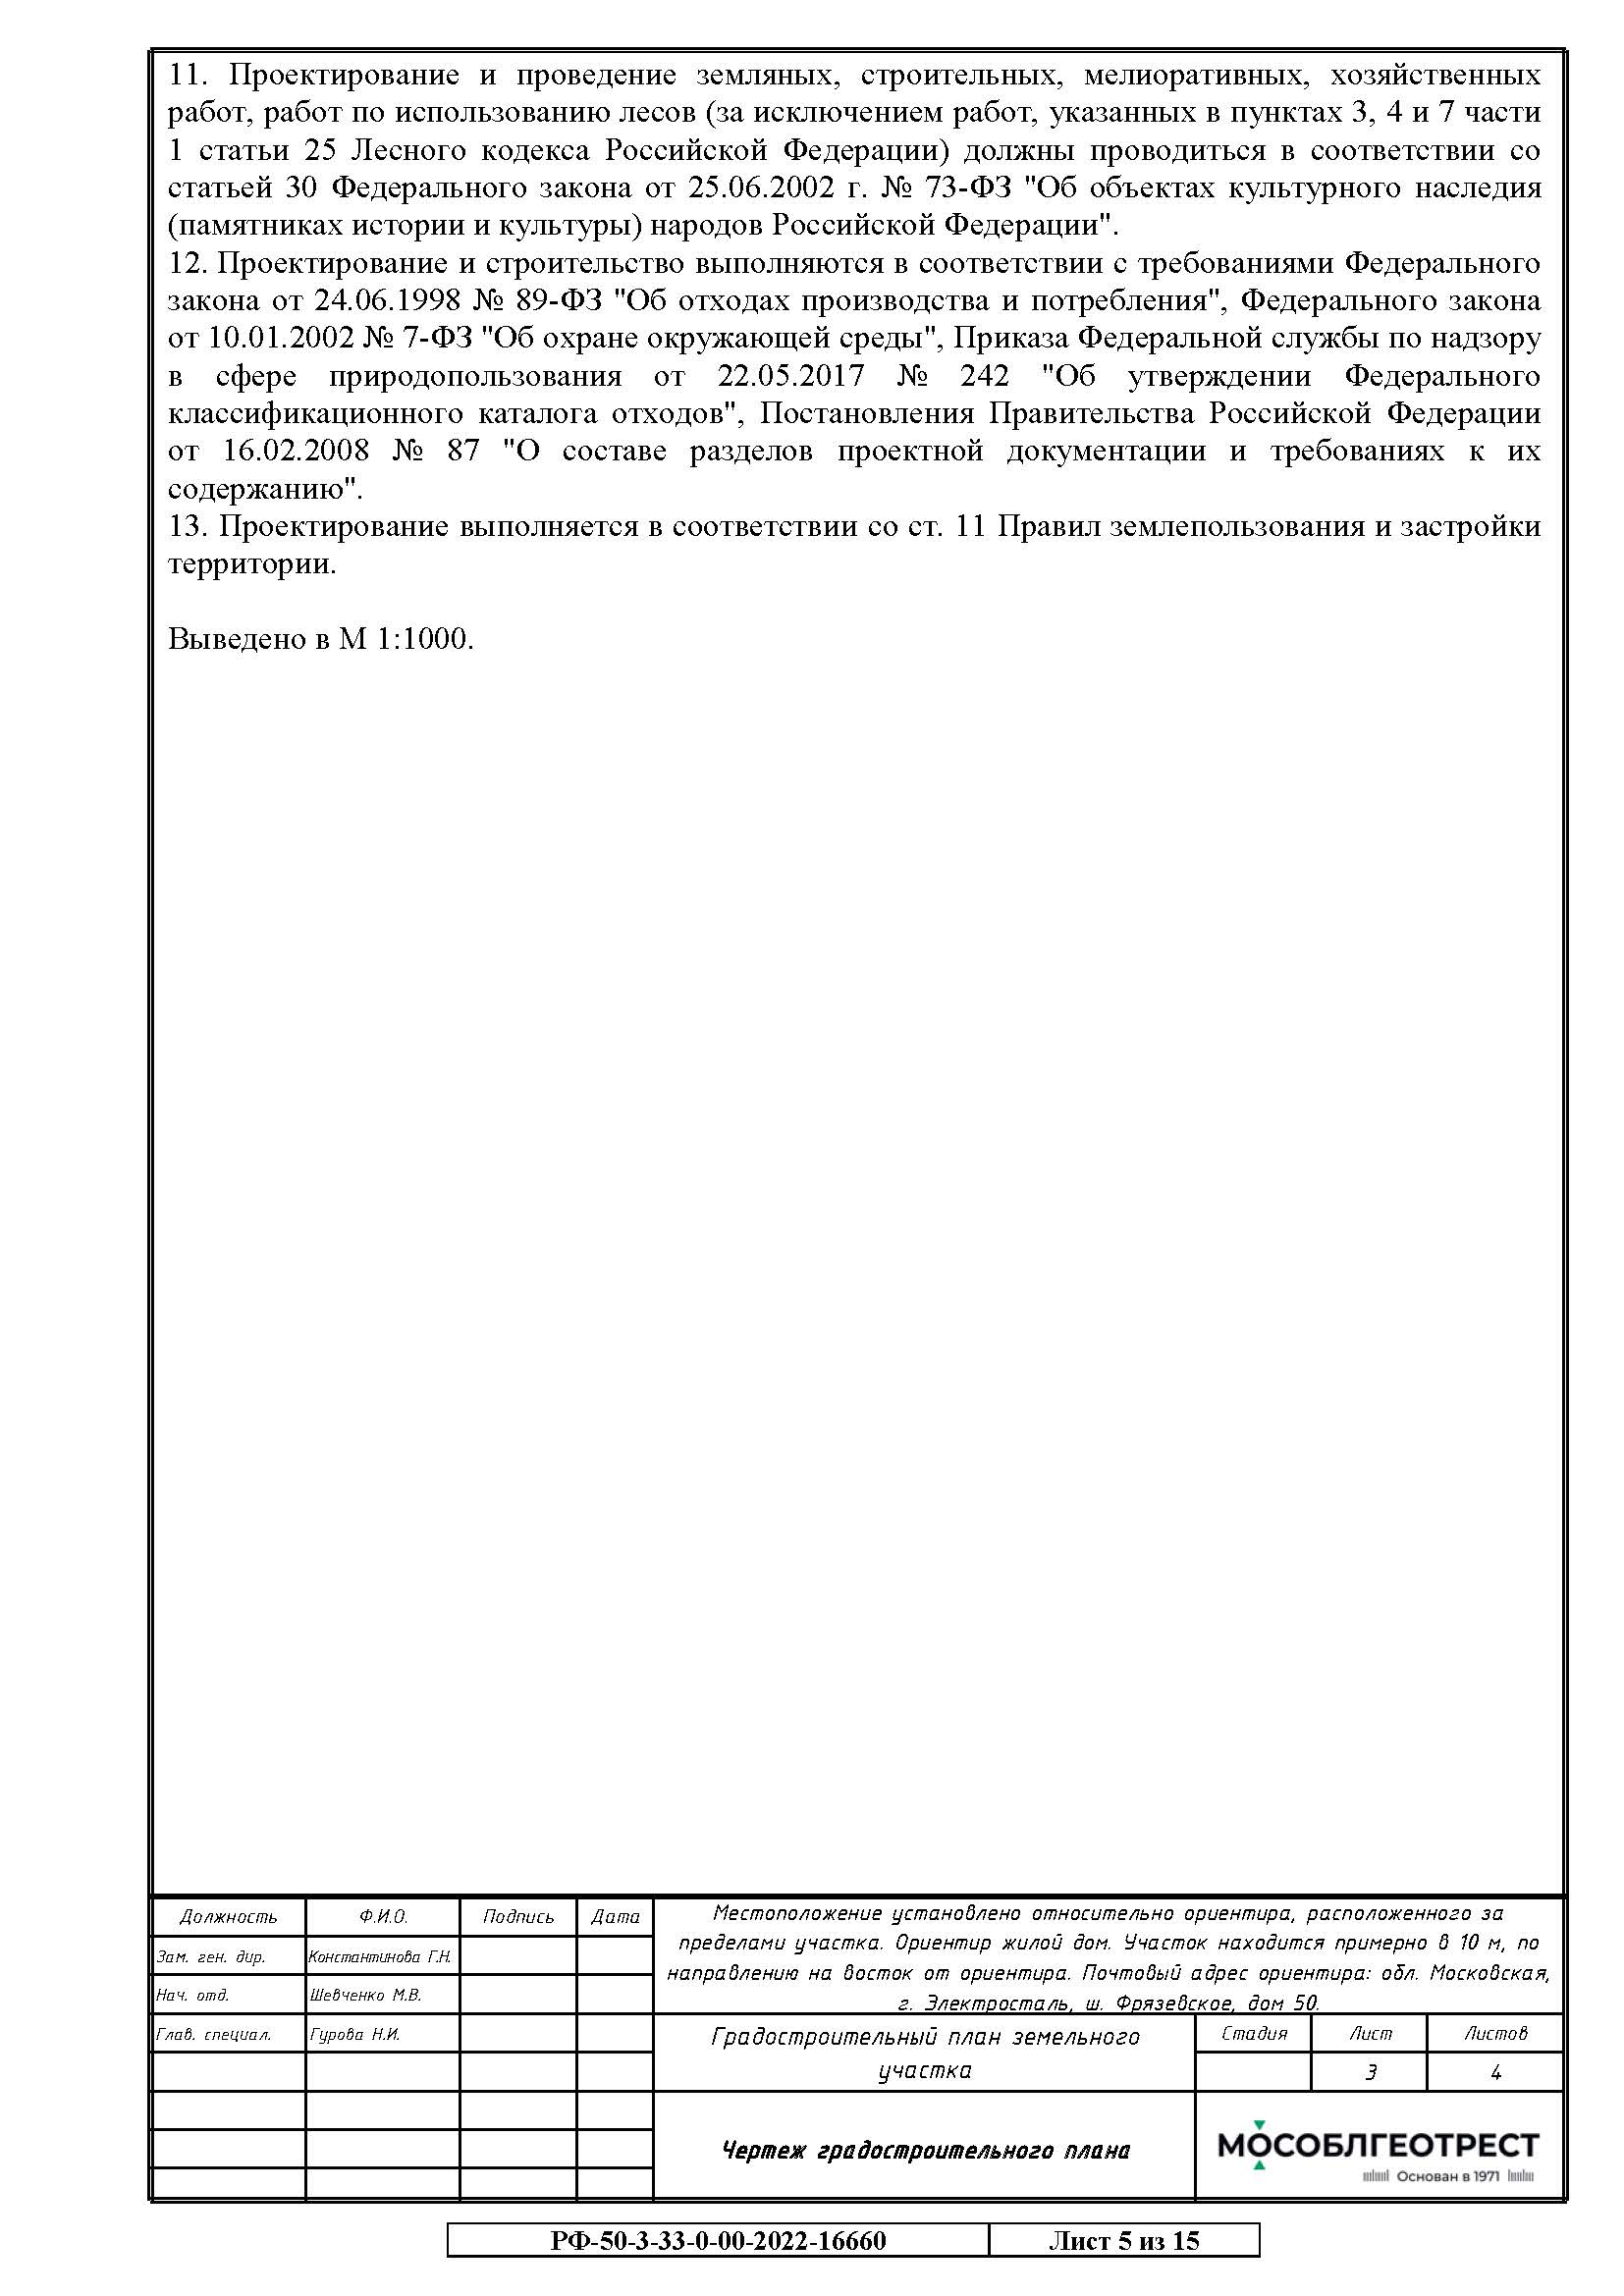 11. Проектирование и проведение земляных, строительных, мелиоративных, хозяйственных
работ, работ по использованию лесов (за исключением работ, указанных в пунктах 3, 4 и 7 части
1 статьи 25 Лесного кодекса Российской Федерации) должны проводиться в соответствии со
статьей 30 Федерального закона от 25.06.2002 г. № 73-ФЗ "Об объектах культурного наследия
(памятниках истории и культуры) народов Российской Федерации".
12. Проектирование и строительство выполняются в соответствии с требованиями Федерального
закона от 24.06.1998 № 89-ФЗ "Об отходах производства и потребления", Федерального закона
от 10.01.2002 № 7-ФЗ "Об охране окружающей среды", Приказа Федеральной службы по надзору
в сфере природопользования от 22.05.2017 № 242 "Об утверждении Федерального
классификационного каталога отходов", Постановления Правительства Российской Федерации
от 16.02.2008 № 87 "О составе разделов проектной документации и требованиях к их
содержанию".
13. Проектирование выполняется в соответствии со ст. 11 Правил землепользования и застройки
территории.
Выведено в М 1:1000.
Должность Ф.И.О. Подпись Дата
Зам. ген. дир. Константинова Г.Н.
Нач. отд. Шевченко М.В.
Глав. специал. Гурова Н.И.
Местоположение установлено относительно ориентира, расположенного за
пределами участка. Ориентир жилой дом. Участок находится примерно в 10 м, по
направлению на восток от ориентира. Почтовый адрес ориентира: обл. Московская,
г. Электросталь, ш. Фрязевское, дом 50.
Градостроительный план земельного
участка
Стадия Лист Листов
3 4
Чертеж градостроительного плана
МОСОБЛГЕОТРЕСТ
Основан в 1971
РФ-50-3-33-0-00-2022-16660 Лист 5 из 15